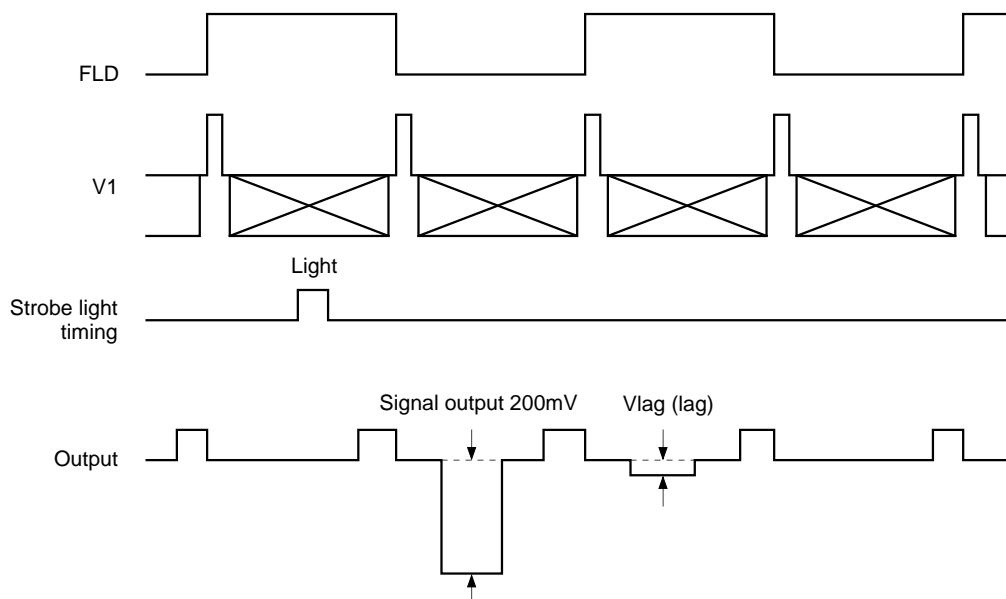 FLD
V1
Light
Strobe light
timing
Signal output 200mV
Vlag (lag)
Output